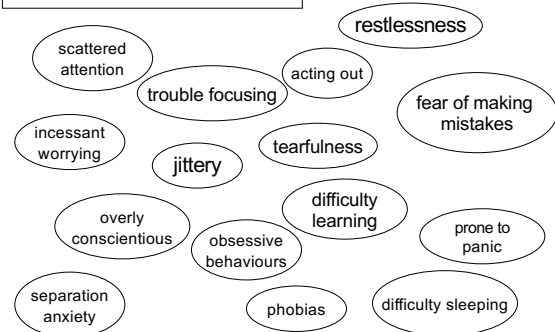 restlessness
scattered
attention
acting out
trouble focusing
fear of making
mistakes
incessant
worrying
tearfulness
jittery
difficulty
learning
overly
conscientious
prone to
panic
obsessive
behaviours
separation
anxiety
phobias
difficulty sleeping